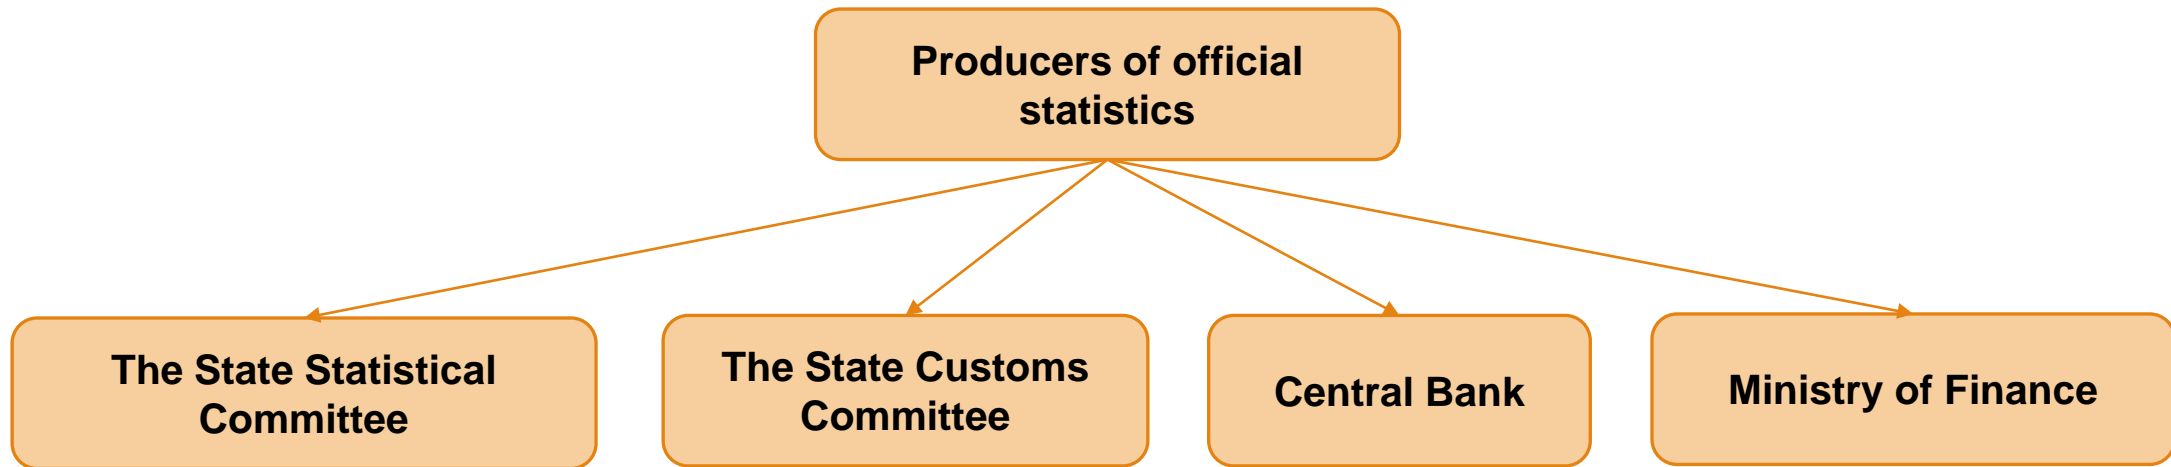 Producers of official
statistics
The State Statistical
Committee
The State Customs
Committee
Central Bank
Ministry of Finance